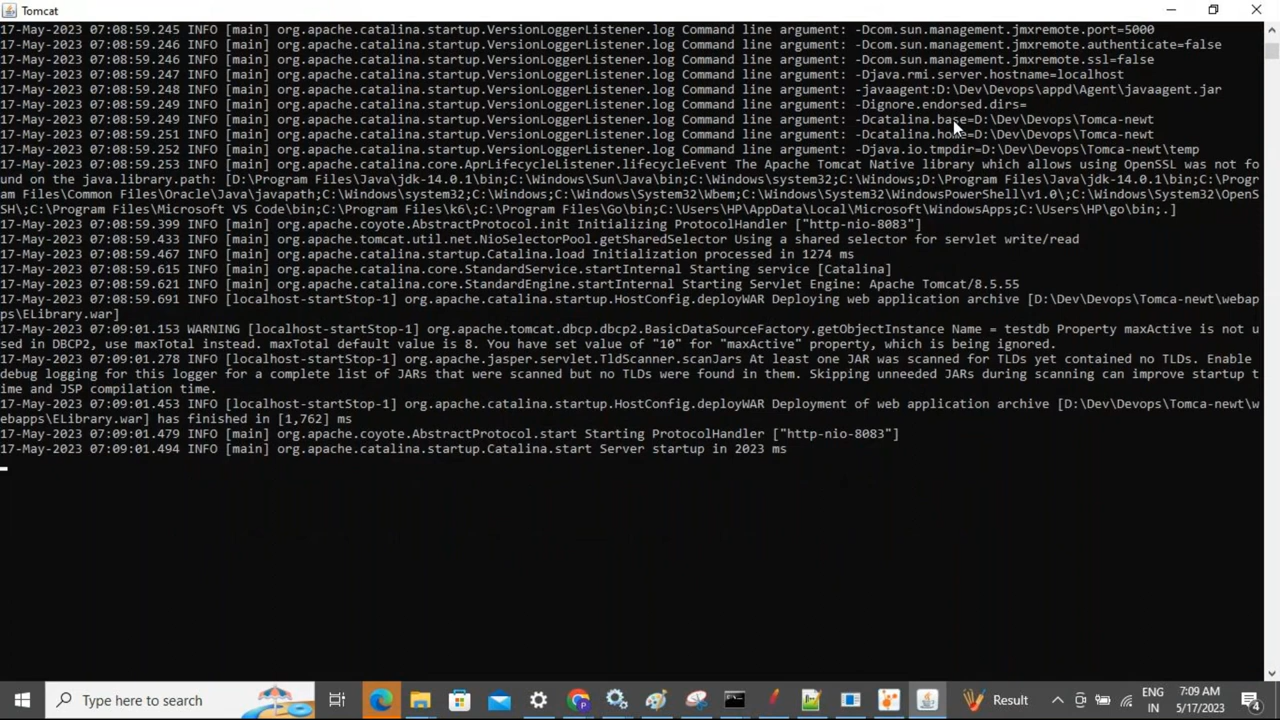 Tomcat
17-May-2023 07:08:59.245 INFO [main] org.apache.catalina.startup.VersionLoggerListener.log Command line argument: -Dcom.sun.management.jmxremote.port=5000
17-May-2023 07:08:59.246 INFO [main] org.apache.catalina.startup.VersionLoggerListener.log Command line argument: -Dcom.sun.management.jmxremote.authenticate=false
17-May-2023 07:08:59.246 INFO [main] org.apache.catalina.startup.VersionLoggerListener.log Command line argument: -Dcom.sun.management.jmxremote.ssl=false
17-May-2023 07:08:59.247 INFO [main] org.apache.catalina.startup.VersionLoggerListener.log Command line argument: -Djava.rmi.server.hostname=localhost
17-May-2023 07:08:59.248 INFO [main] org.apache.catalina.startup.VersionLoggerListener.log Command line argument: -javaagent:D:\Dev\Devops\appd\Agent\javaagent.jar
17-May-2023 07:08:59.249 INFO [main] org.apache.catalina.startup.VersionLoggerListener.log Command line argument: -Dignore.endorsed.dirs=
17-May-2023 07:08:59.249 INFO [main] org.apache.catalina.startup.VersionLoggerListener.log Command line argument: -Dcatalina.base=D:\Dev\Devops\Tomca-newt
17-May-2023 07:08:59.251 INFO [main] org.apache.catalina.startup.VersionLoggerListener.log Command line argument: -Dcatalina.home=D:\Dev\Devops\Tomca-newt
17-May-2023 07:08:59.252 INFO [main] org.apache.catalina.startup.VersionLoggerListener.log Command line argument: -Djava.io.tmpdir=D:\Dev\Devops\Tomca-newt\temp
17-May-2023 07:08:59.253 INFO [main] org.apache.catalina.core.AprLifecycleListener.lifecycleEvent The Apache Tomcat Native library which allows using OpenSSL was not fo
und on the java.library.path: [D:\Program Files\Java\jdk-14.0.1\bin;C:\Windows\Sun\Java\bin;C:\Windows\system32;C:\Windows;D:\Program Files\Java\jdk-14.0.1\bin;C:\Progr
am Files\Common Files\Oracle\Java\javapath;C:\Windows\system32;C:\Windows;C:\Windows\System32\Wbem;C:\Windows\System32\WindowsPowerShell\v1.0\;C:\Windows\System32\OpenS
SH\;C:\Program Files\Microsoft VS Code\bin;C:\Program Files\k6\;C:\Program Files\Go\bin;C:\Users\HP\AppData\Local\Microsoft\WindowsApps;C:\Users\HP\go\bin;.]
17-May-2023 07:08:59.399 INFO [main] org.apache.coyote.AbstractProtocol.init Initializing ProtocolHandler ["http-nio-8083"]
17-May-2023 07:08:59.433 INFO [main] org.apache.tomcat.util.net.NioSelectorPool.getSharedSelector Using a shared selector for servlet write/read
17-May-2023 07:08:59.467 INFO [main] org.apache.catalina.startup.Catalina.load Initialization processed in 1274 ms
17-May-2023 07:08:59.615 INFO [main] org.apache.catalina.core.StandardService.startInternal Starting service [Catalina]
17-May-2023 07:08:59.621 INFO [main] org.apache.catalina.core.StandardEngine.startInternal Starting Servlet Engine: Apache Tomcat/8.5.55
17-May-2023 07:08:59.691 INFO [localhost-startStop-1] org.apache.catalina.startup.HostConfig.deployWAR Deploying web application archive [D:\Dev\Devops\Tomca-newt\webap
ps\ELibrary.war]
17-May-2023 07:09:01.153 WARNING [localhost-startStop-1] org.apache.tomcat.dbcp.dbcp2.BasicDataSourceFactory.getObjectInstance Name = testdb Property maxActive is not u
sed in DBCP2, use maxTotal instead. maxTotal default value is 8. You have set value of "10" for "maxActive" property, which is being ignored.
17-May-2023 07:09:01.278 INFO [localhost-startStop-1] org.apache.jasper.servlet.TldScanner.scanJars At least one JAR was scanned for TLDs yet contained no TLDs. Enable
debug logging for this logger for a complete list of JARs that were scanned but no TLDs were found in them. Skipping unneeded JARs during scanning can improve startup t
ime and JSP compilation time.
17-May-2023 07:09:01.453 INFO [localhost-startStop-1] org.apache.catalina.startup.HostConfig.deployWAR Deployment of web application archive [D:\Dev\Devops\Tomca-newt\w
ebapps\ELibrary.war] has finished in [1,762] ms
17-May-2023 07:09:01.479 INFO [main] org.apache.coyote.AbstractProtocol.start Starting ProtocolHandler ["http-nio-8083"]
17-May-2023 07:09:01.494 INFO [main] org.apache.catalina.startup.Catalina.start Server startup in 2023 ms
Type here to search
Result
ENG
IN
7:09 AM
5/17/2023
4